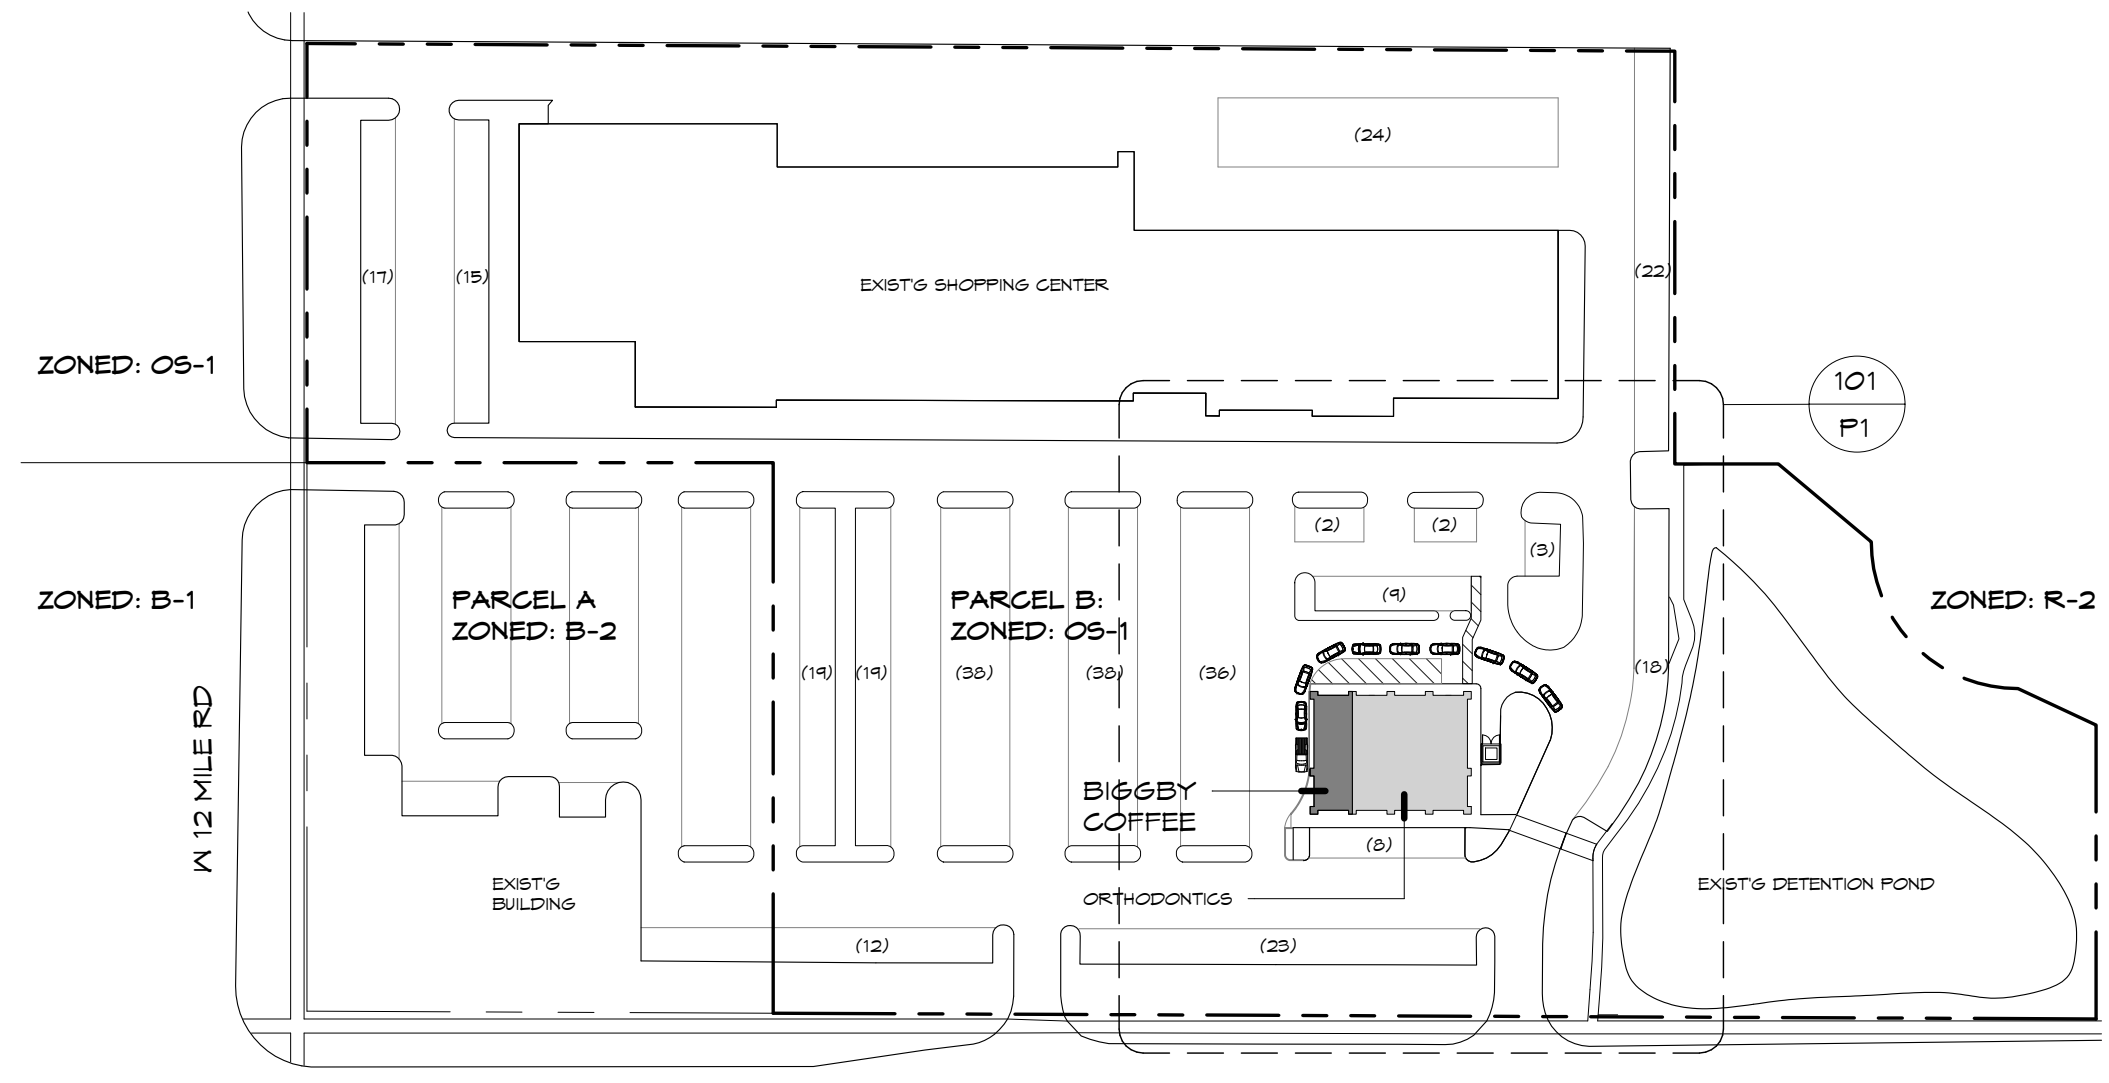 (24)
(17)
(15)
(22)
EXIST'G SHOPPING CENTER
ZONED: OS-1
101
P1
(2)
(2)
(3)
(9)
ZONED: B-1
PARCEL A
ZONED: B-2
PARCEL B:
ZONED: OS-1
ZONED: R-2
(19)
(19)
(38)
(38)
(36)
(18)
W 12 MILE RD
BIGGBY
COFFEE
(8)
EXIST'G
BUILDING
ORTHODONTICS
EXIST'G DETENTION POND
(12)
(23)